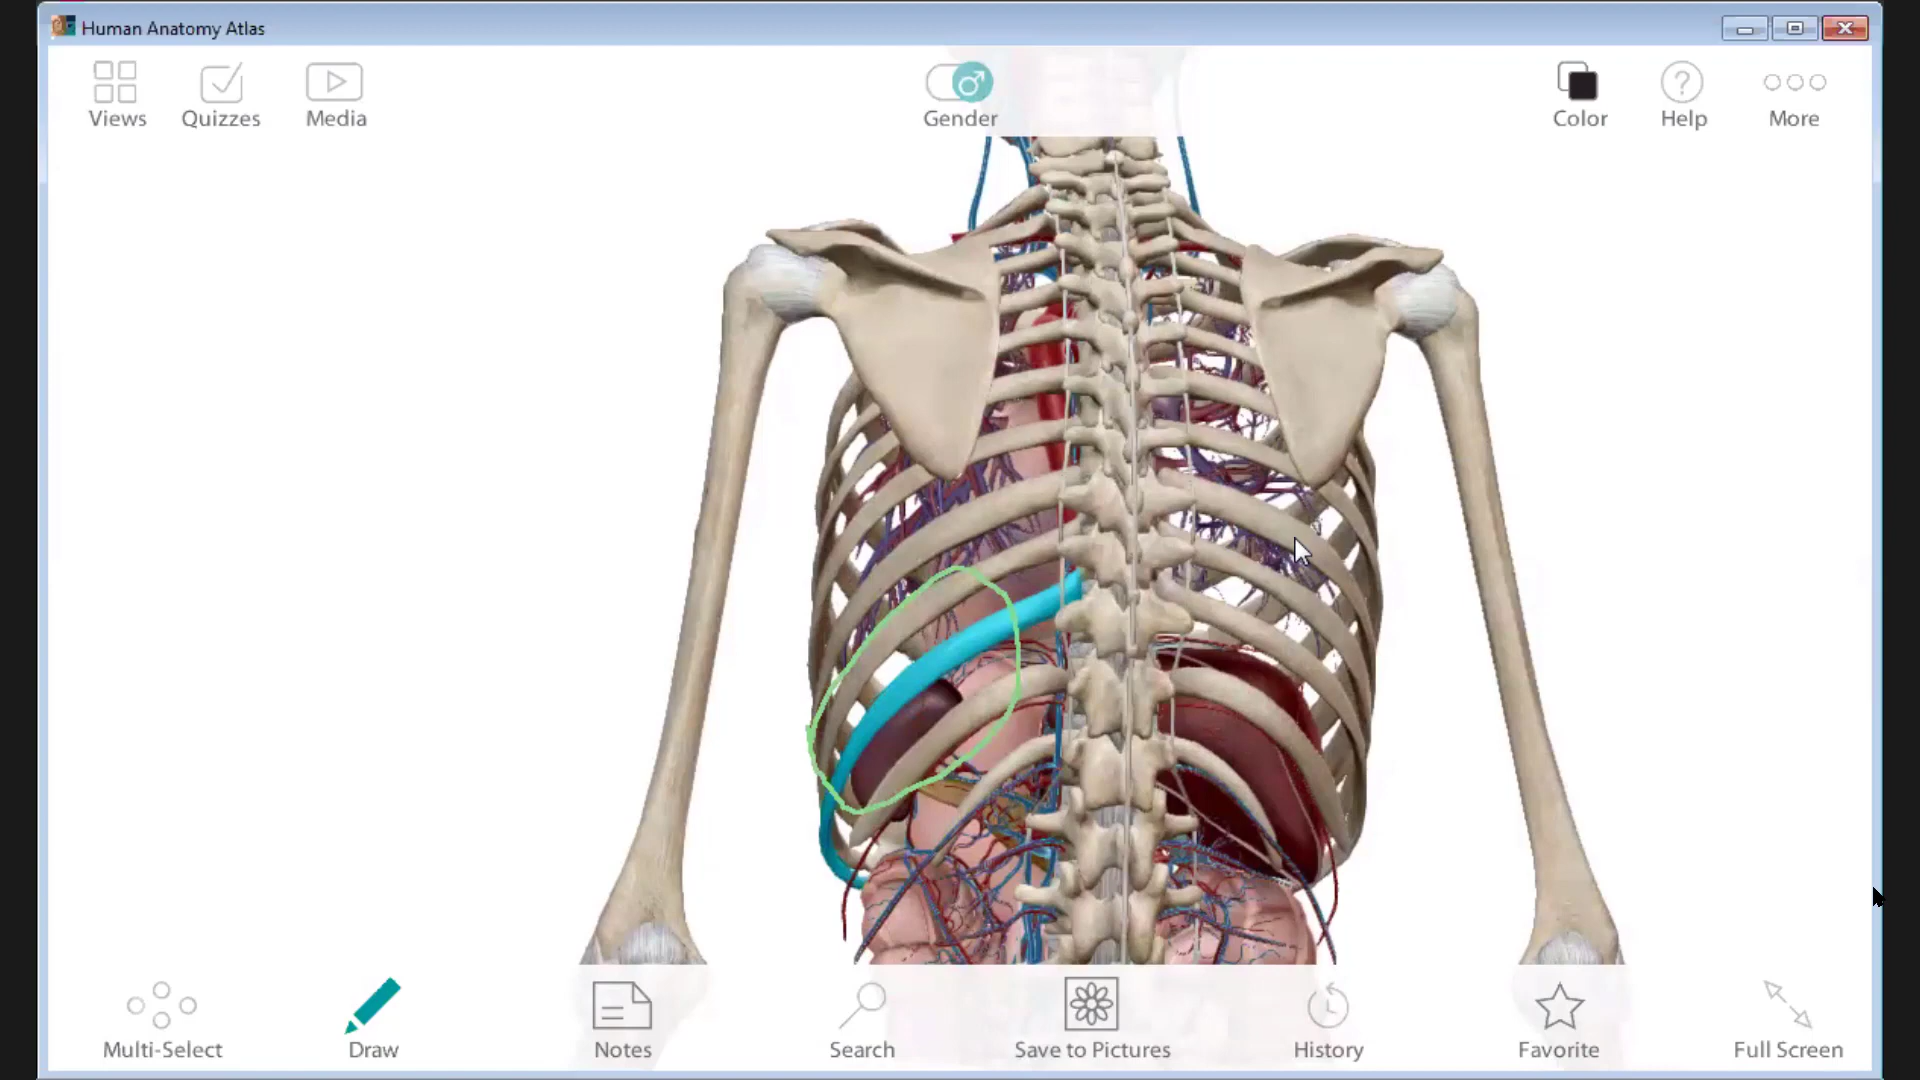 Human Anatomy Atlas
Views
Quizzes
Media
Gender
Color
Help
More
Multi-Select
Draw
Notes
Search
Save to Pictures
History
Favorite
Full Screen